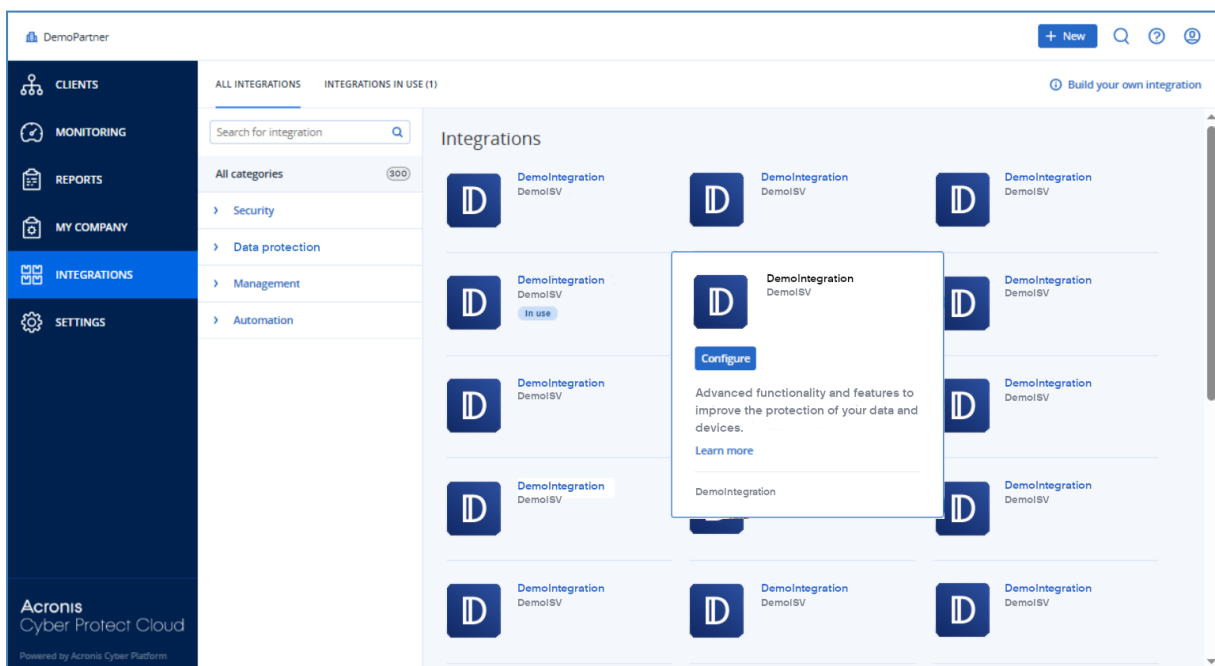 DemoPartner
+ New
CLIENTS
MONITORING
REPORTS
MY COMPANY
INTEGRATIONS
SETTINGS
Acronis
Cyber Protect Cloud
Powered by Acronis Cyber Platform
ALL INTEGRATIONS INTEGRATIONS IN USE (1)
Build your own integration
Search for integration
All categories 300
Security
Data protection
Management
Automation
Integrations
D DemoIntegration
DemoISV
D DemoIntegration
DemoISV
D DemoIntegration
DemoISV
D DemoIntegration
DemoISV
In use
D DemoIntegration
DemoISV
Configure
Advanced functionality and features to
improve the protection of your data and
devices.
Learn more
DemoIntegration
D DemoIntegration
DemoISV
D DemoIntegration
DemoISV
D DemoIntegration
DemoISV
D DemoIntegration
DemoISV
D DemoIntegration
DemoISV
D DemoIntegration
DemoISV
D DemoIntegration
DemoISV
D DemoIntegration
DemoISV